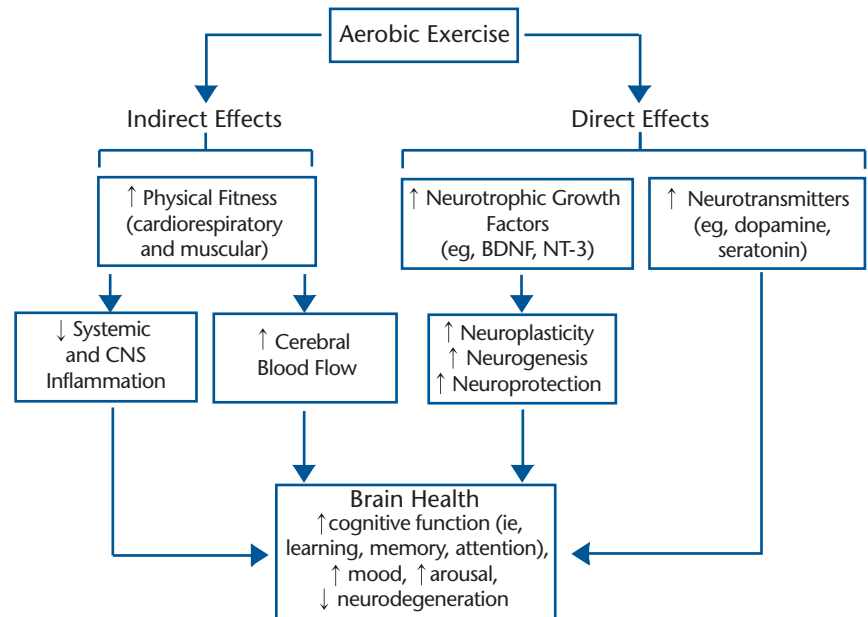 Aerobic Exercise
Indirect Effects
Direct Effects
↑ Physical Fitness
(cardiorespiratory
and muscular)
↑ Neurotrophic Growth
Factors
(eg, BDNF, NT-3)
↑ Neurotransmitters
(eg, dopamine,
seratonin)
↓ Systemic
and CNS
Inflammation
↑ Cerebral
Blood Flow
↑ Neuroplasticity
↑ Neurogenesis
↑ Neuroprotection
Brain Health
↑cognitive function (ie,
learning, memory, attention),
↑ mood, ↑arousal,
↓ neurodegeneration